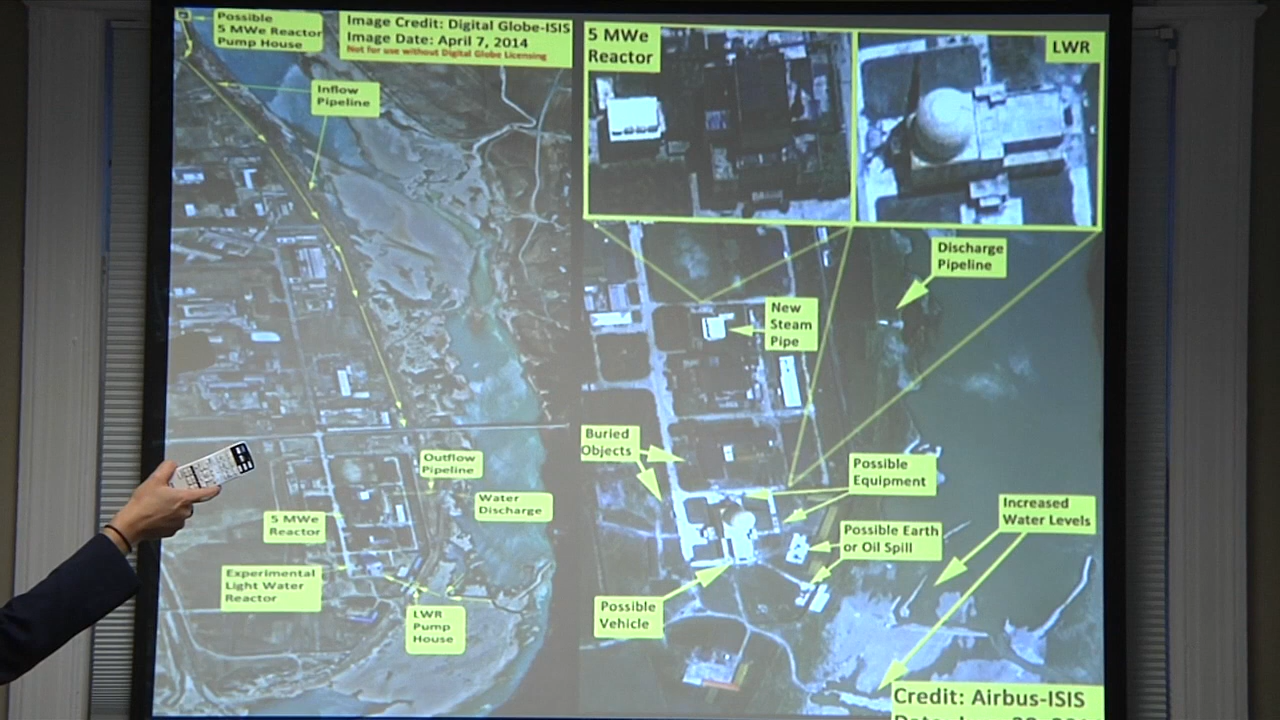 Possible
5 MWe Reactor
Pump House
Image Credit: Digital Globe-ISIS
Image Date: April 7, 2014
Not for use without Digital Globe Licensing
Inflow
Pipeline
Outflow
Pipeline
Water
Discharge
5 MWe
Reactor
Experimental
Light Water
Reactor
LWR
Pump
House
5 MWe
Reactor
LWR
Discharge
Pipeline
New
Steam
Pipe
Buried
Objects
Possible
Equipment
Increased
Water Levels
Possible Earth
or Oil Spill
Possible
Vehicle
Credit: Airbus-ISIS